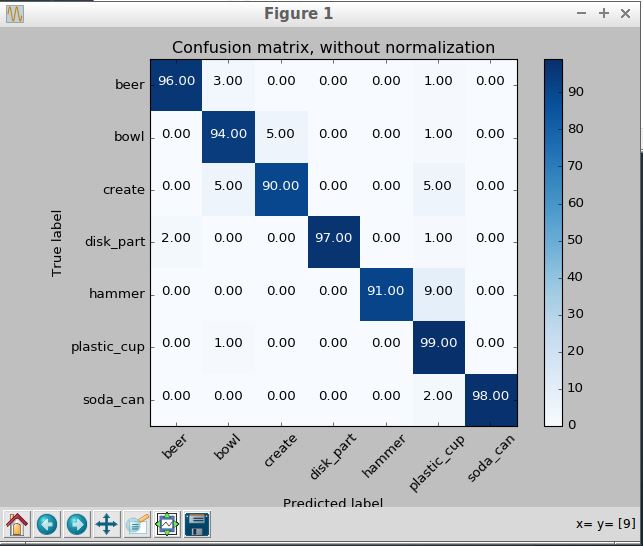 Figure 1
Confusion matrix, without normalization
beer 96.00 3.00 0.00 0.00 0.00 1.00 0.00
bowl 0.00 94.00 5.00 0.00 0.00 1.00 0.00
create 0.00 5.00 90.00 0.00 0.00 5.00 0.00
disk_part 2.00 0.00 0.00 97.00 0.00 1.00 0.00
hammer 0.00 0.00 0.00 0.00 91.00 9.00 0.00
plastic_cup 0.00 1.00 0.00 0.00 0.00 99.00 0.00
soda_can 0.00 0.00 0.00 0.00 0.00 2.00 98.00
True label
beer bowl create disk_part hammer plastic_cup soda_can
Predicted label
90
80
70
60
50
40
30
20
10
0
x= y= [9]